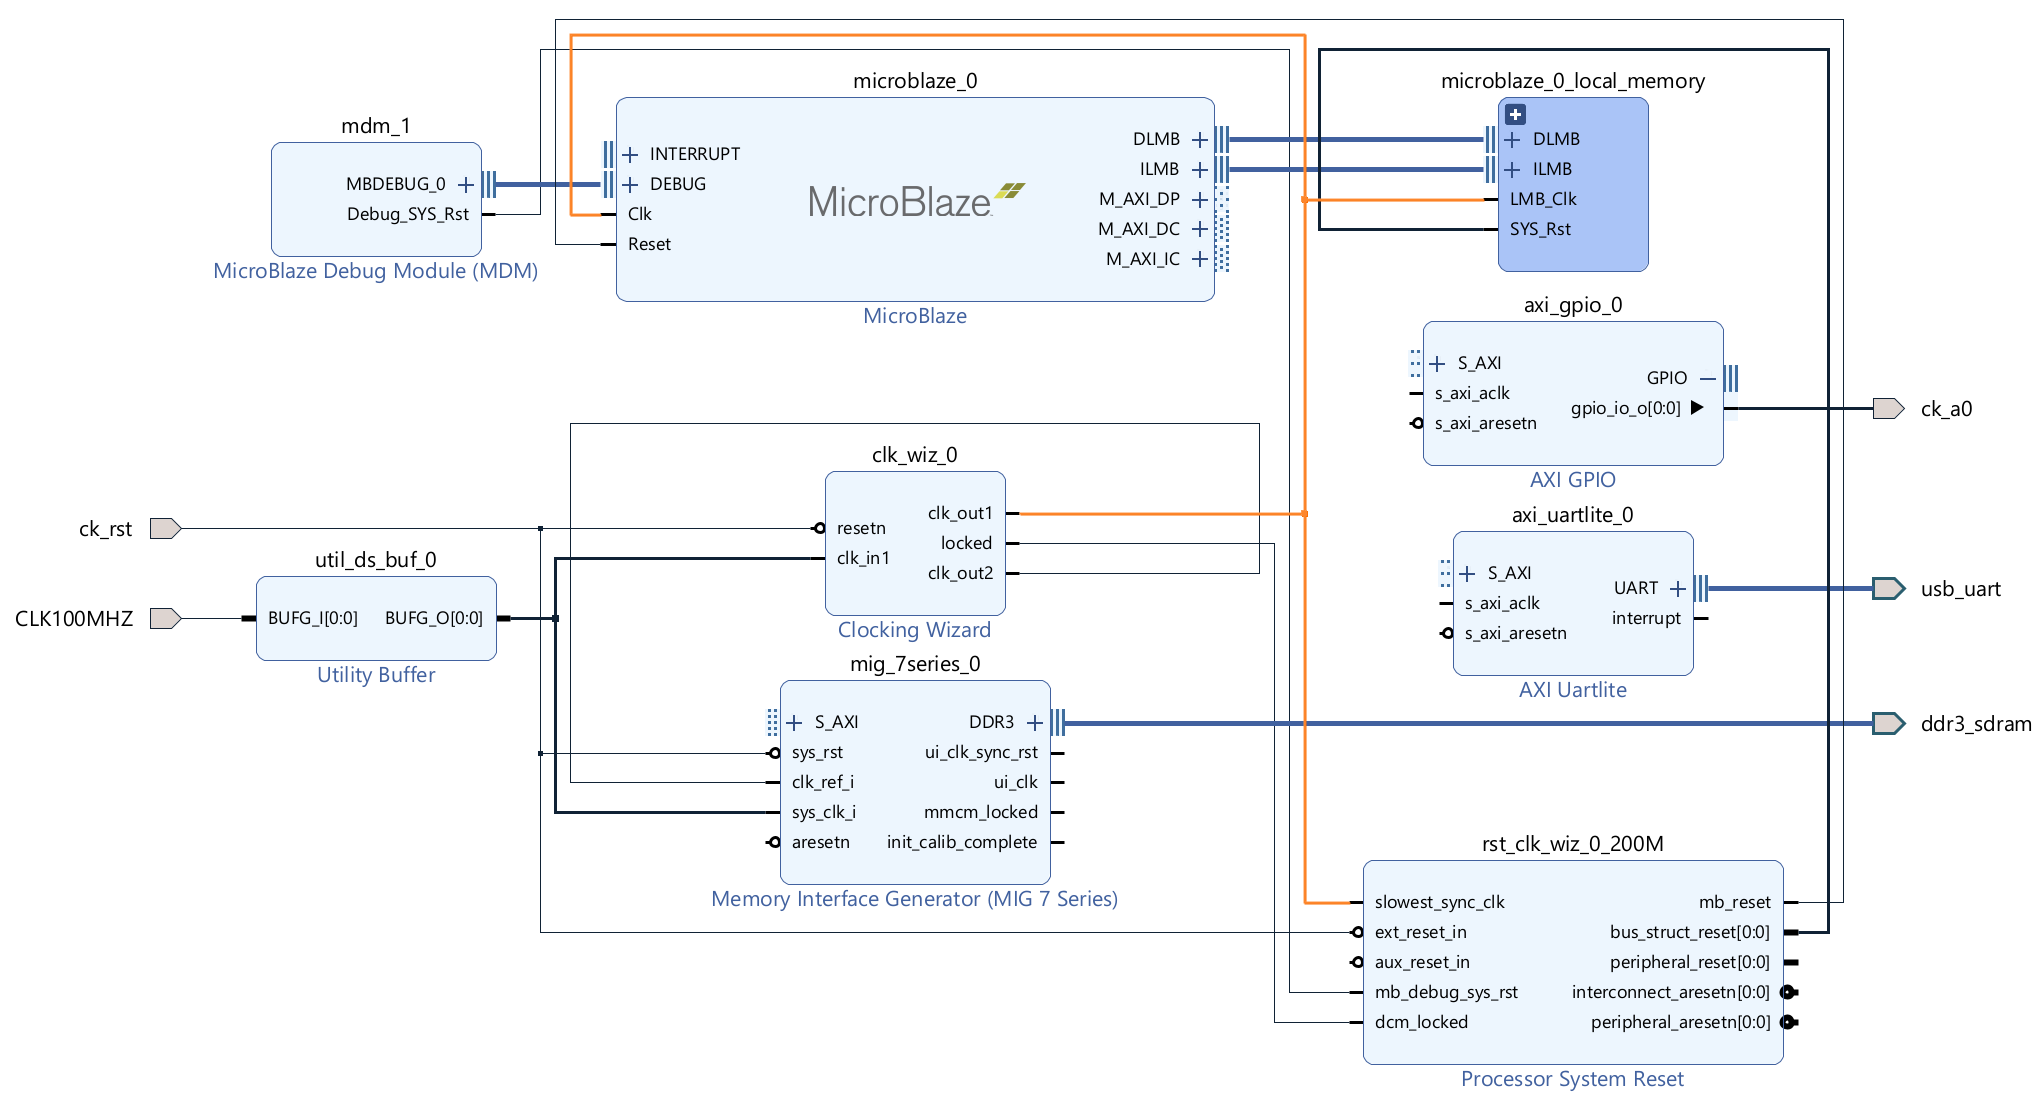 mdm_1
MBDEBUG_0
Debug_SYS_Rst
MicroBlaze Debug Module (MDM)
microblaze_0
INTERRUPT
DEBUG
Clk
Reset
MicroBlaze
DLMB
ILMB
M_AXI_DP
M_AXI_DC
M_AXI_IC
MicroBlaze
microblaze_0_local_memory
DLMB
ILMB
LMB_Clk
SYS_Rst
axi_gpio_0
S_AXI
s_axi_aclk
s_axi_aresetn
GPIO
gpio_io_o[0:0]
AXI GPIO
ck_a0
clk_wiz_0
resetn
clk_in1
clk_out1
locked
clk_out2
Clocking Wizard
ck_rst
util_ds_buf_0
CLK100MHZ
BUFG_I[0:0]
BUFG_O[0:0]
Utility Buffer
axi_uartlite_0
S_AXI
s_axi_aclk
s_axi_aresetn
UART
interrupt
AXI Uartlite
usb_uart
mig_7series_0
S_AXI
sys_rst
clk_ref_i
sys_clk_i
aresetn
DDR3
ui_clk_sync_rst
ui_clk
mmcm_locked
init_calib_complete
Memory Interface Generator (MIG 7 Series)
ddr3_sdram
rst_clk_wiz_0_200M
slowest_sync_clk
ext_reset_in
aux_reset_in
mb_debug_sys_rst
dcm_locked
mb_reset
bus_struct_reset[0:0]
peripheral_reset[0:0]
interconnect_aresetn[0:0]
peripheral_aresetn[0:0]
Processor System Reset